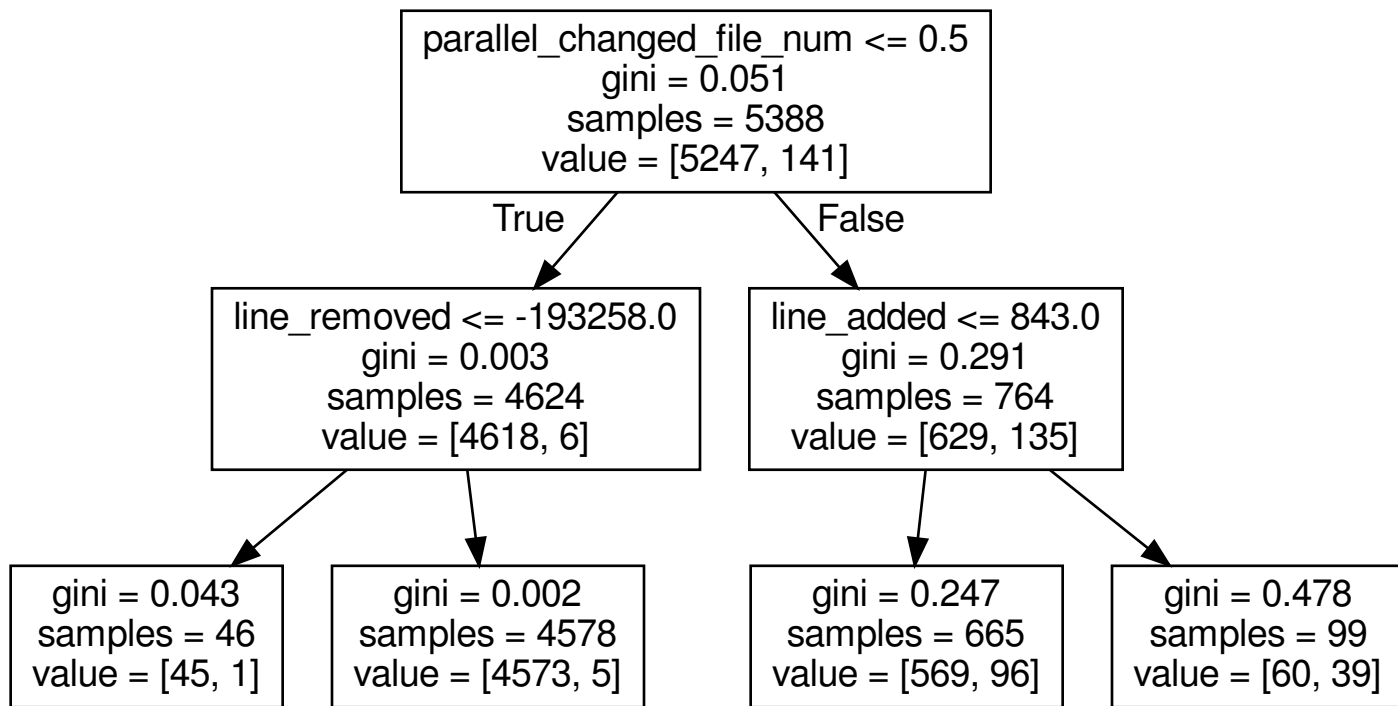 parallel_changed_file_num <= 0.5
gini = 0.051
samples = 5388
value = [5247, 141]
True
False
line_removed <= -193258.0
gini = 0.003
samples = 4624
value = [4618, 6]
line_added <= 843.0
gini = 0.291
samples = 764
value = [629, 135]
gini = 0.043
samples = 46
value = [45, 1]
gini = 0.002
samples = 4578
value = [4573, 5]
gini = 0.247
samples = 665
value = [569, 96]
gini = 0.478
samples = 99
value = [60, 39]